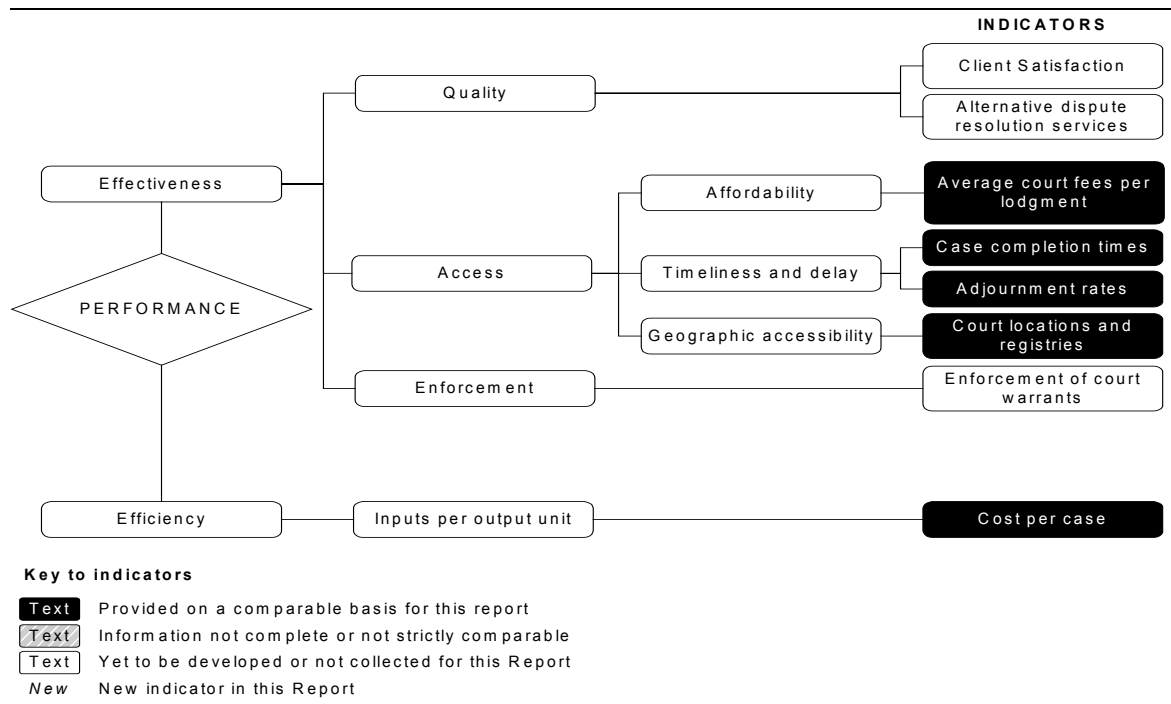 INDICATORS
Client Satisfaction
Quality
Alternative dispute
resolution services
Effectiveness
Affordability
Average court fees per
lodgment
Access
Timeliness and delay
Case completion times
Adjournment rates
PERFORMANCE
Geographic accessibility
Court locations and
registries
Enforcement
Enforcement of court
warrants
Efficiency
Inputs per output unit
Cost per case
Key to indicators
Text Provided on a comparable basis for this report
Text Information not complete or not strictly comparable
Text Yet to be developed or not collected for this Report
New New indicator in this Report